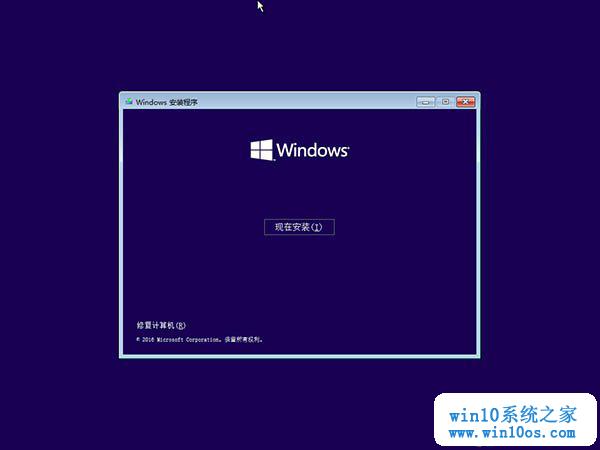 Windows 安装程序
Windows
现在安装(I)
修复计算机(R)
© 2016 Microsoft Corporation。保留所有权利。
win10系统之家
www.win10os.com